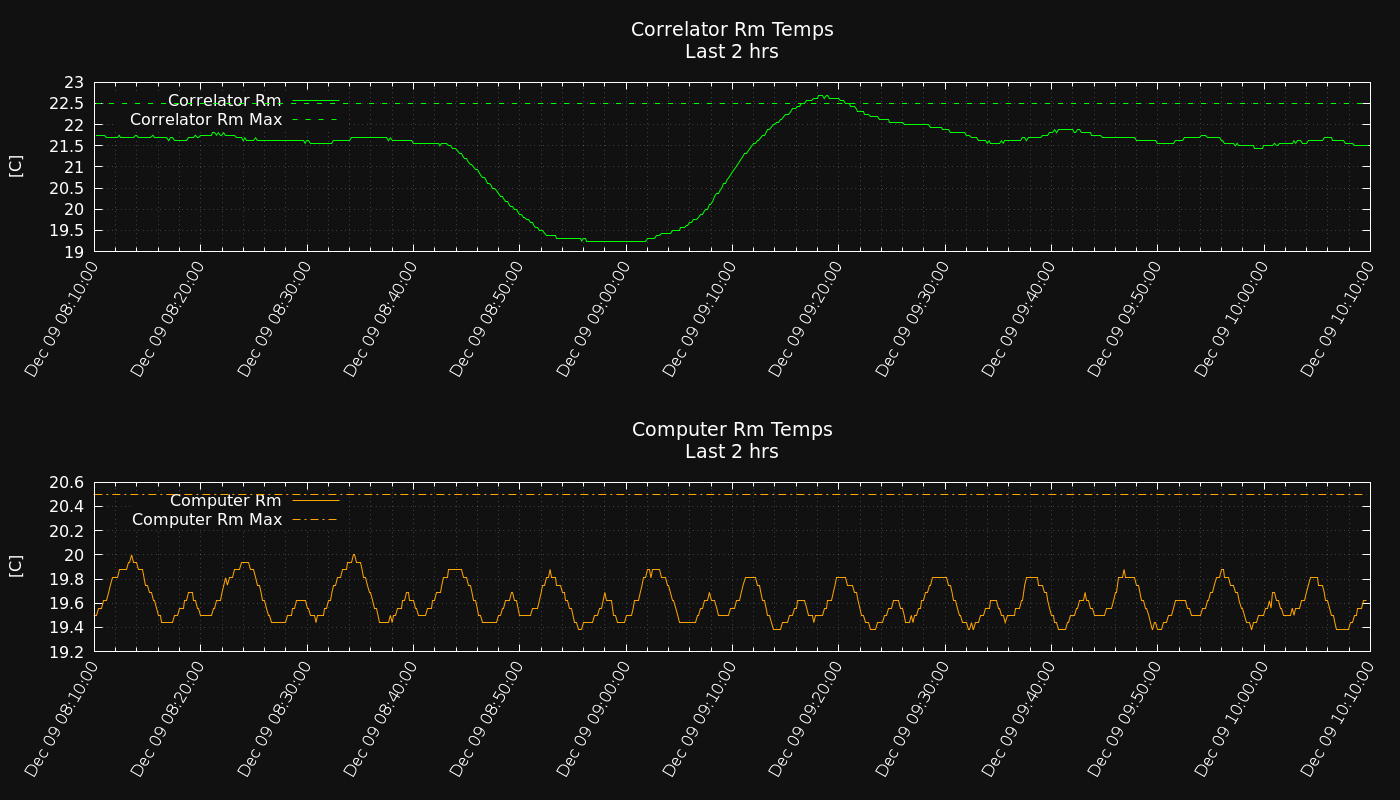 Correlator Rm Temps
Last 2 hrs
[C]
23
22.5
22
21.5
21
20.5
20
19.5
19
Correlator Rm
Correlator Rm Max
Dec 09 08:10:00
Dec 09 08:20:00
Dec 09 08:30:00
Dec 09 08:40:00
Dec 09 08:50:00
Dec 09 09:00:00
Dec 09 09:10:00
Dec 09 09:20:00
Dec 09 09:30:00
Dec 09 09:40:00
Dec 09 09:50:00
Dec 09 10:00:00
Dec 09 10:10:00
Computer Rm Temps
Last 2 hrs
[C]
20.6
20.4
20.2
20
19.8
19.6
19.4
19.2
Computer Rm
Computer Rm Max
Dec 09 08:10:00
Dec 09 08:20:00
Dec 09 08:30:00
Dec 09 08:40:00
Dec 09 08:50:00
Dec 09 09:00:00
Dec 09 09:10:00
Dec 09 09:20:00
Dec 09 09:30:00
Dec 09 09:40:00
Dec 09 09:50:00
Dec 09 10:00:00
Dec 09 10:10:00